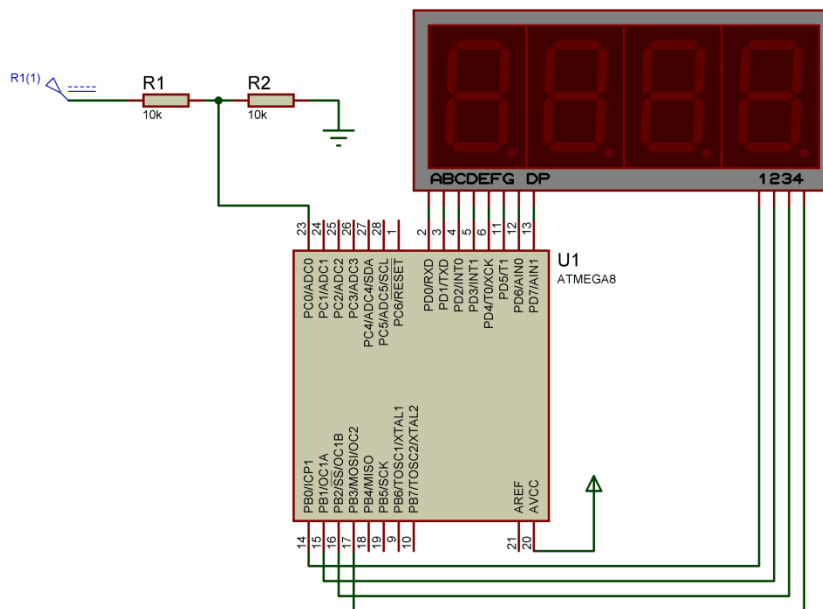 R1(1)
R1
10k
R2
10k
ABCDEFG DP
1234
23
24
25
26
27
28
1
2
3
4
5
6
11
12
13
PC0/ADC0
PC1/ADC1
PC2/ADC2
PC3/ADC3
PC4/ADC4/SDA
PC5/ADC5/SCL
PC6/RESET
PD0/RXD
PD1/TXD
PD2/INT0
PD3/INT1
PD4/T0/XCK
PD5/T1
PD6/AIN0
PD7/AIN1
U1
ATMEGA8
PB0/ICP1
PB1/OC1A
PB2/SS/OC1B
PB3/MOSI/OC2
PB4/MISO
PB5/SCK
PB6/TOSC1/XTAL1
PB7/TOSC2/XTAL2
AREF
AVCC
14
15
16
17
18
19
9
10
21
20